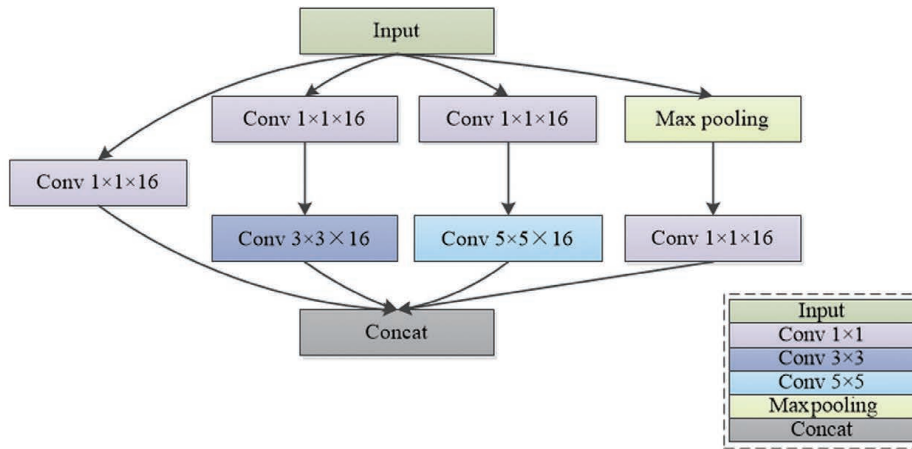 Input
Conv 1×1×16
Conv 1×1×16
Max pooling
Conv 1×1×16
Conv 3×3×16
Conv 5×5×16
Conv 1×1×16
Concat
Input
Conv 1×1
Conv 3×3
Conv 5×5
Maxpooling
Concat